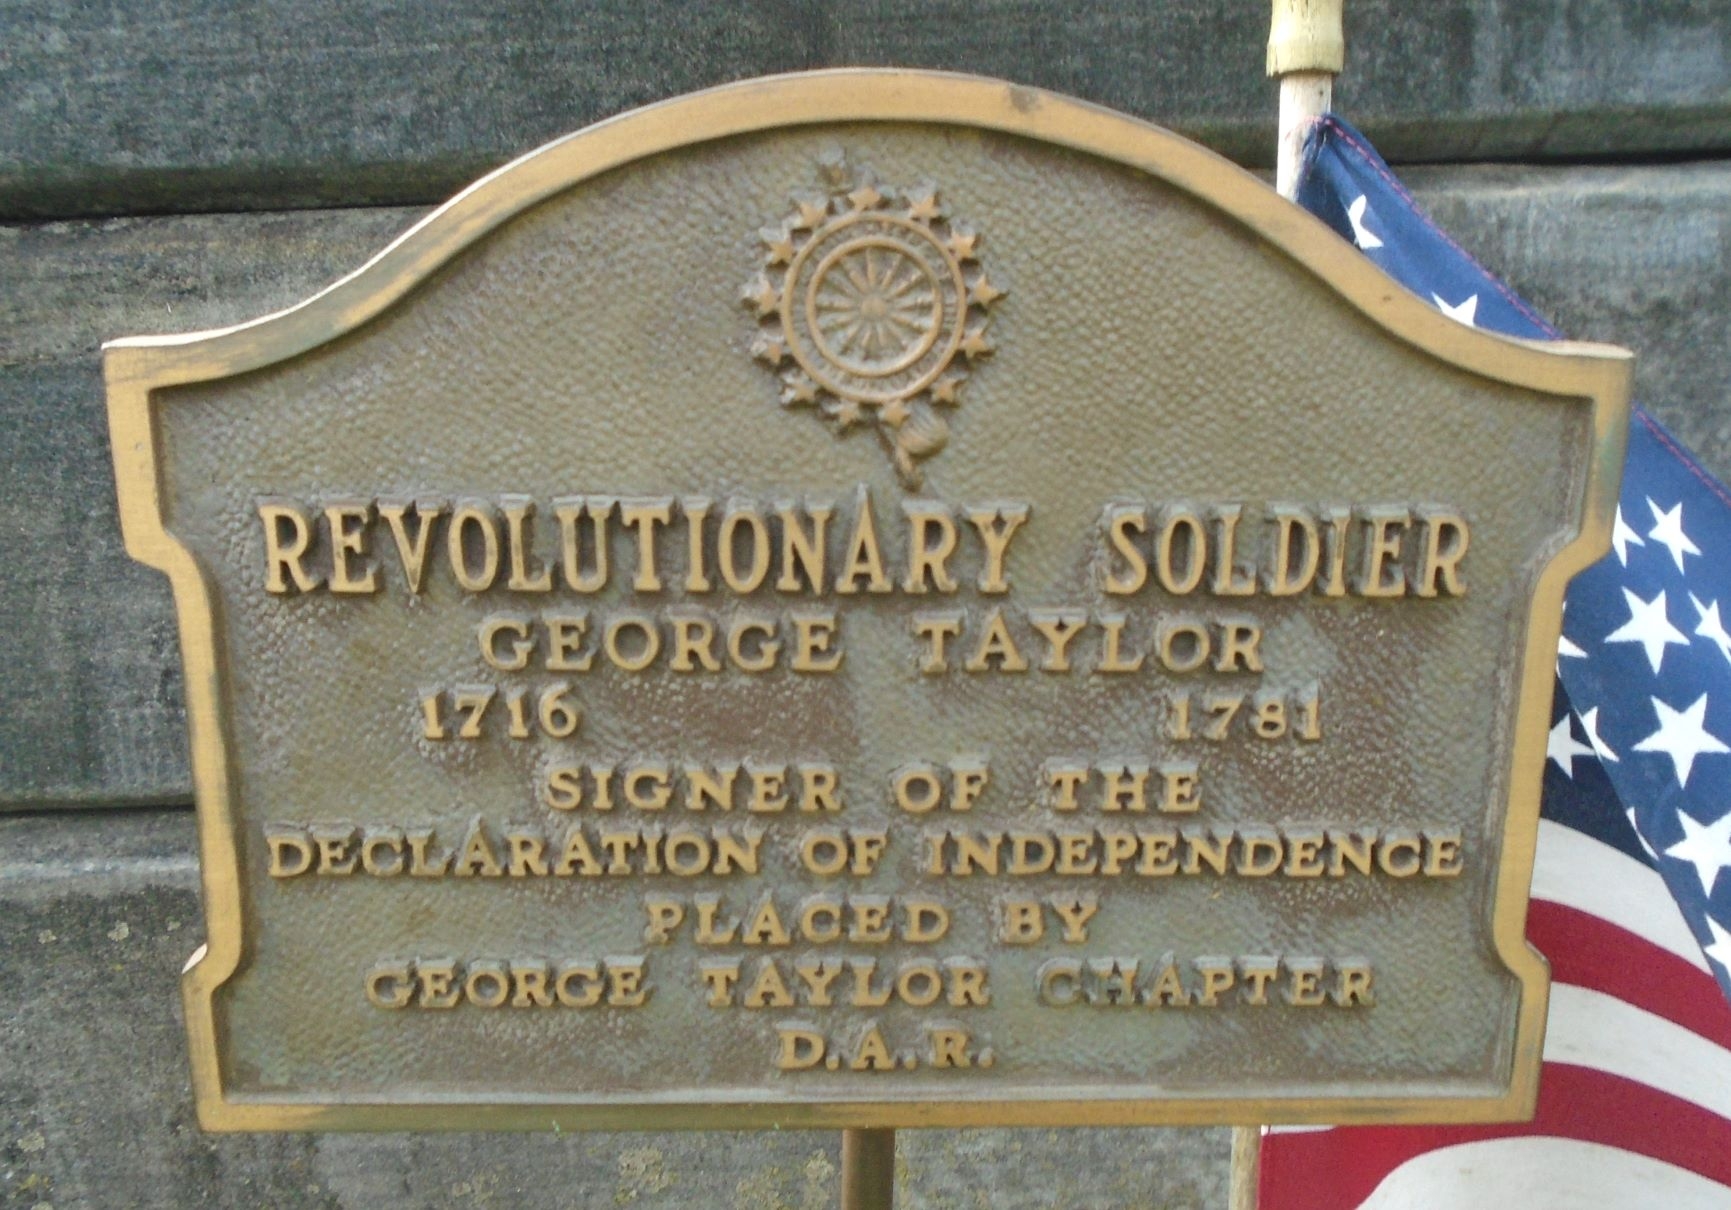 REVOLUTIONARY SOLDIER
GEORGE TAYLOR
1716 1781
SIGNER OF THE
DECLARATION OF INDEPENDENCE
PLACED BY
GEORGE TAYLOR CHAPTER
D.A.R.